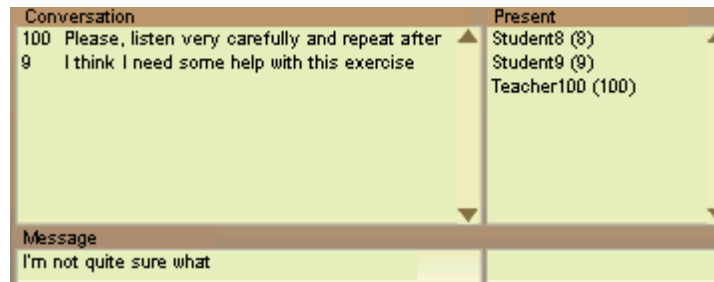 Conversation
100 Please, listen very carefully and repeat after
9 I think I need some help with this exercise
Present
Student8 (8)
Student9 (9)
Teacher100 (100)
Message
I'm not quite sure what